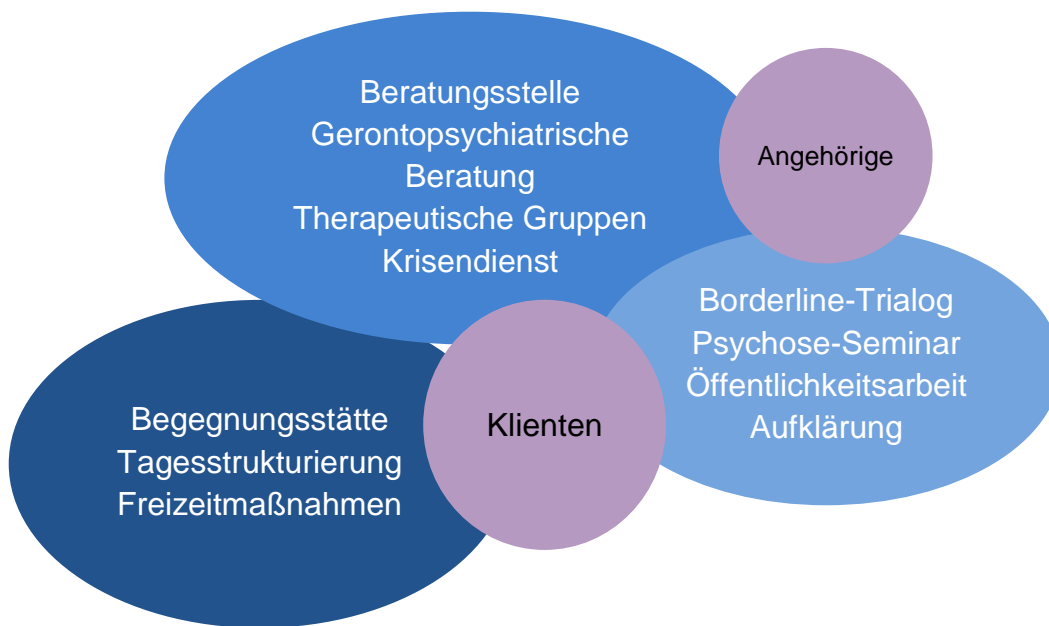 Beratungsstelle
Gerontopsychiatrische
Beratung
Therapeutische Gruppen
Krisendienst
Angehörige
Borderline-Trialog
Psychose-Seminar
Öffentlichkeitsarbeit
Aufklärung
Klienten
Begegnungsstätte
Tagesstrukturierung
Freizeitmaßnahmen